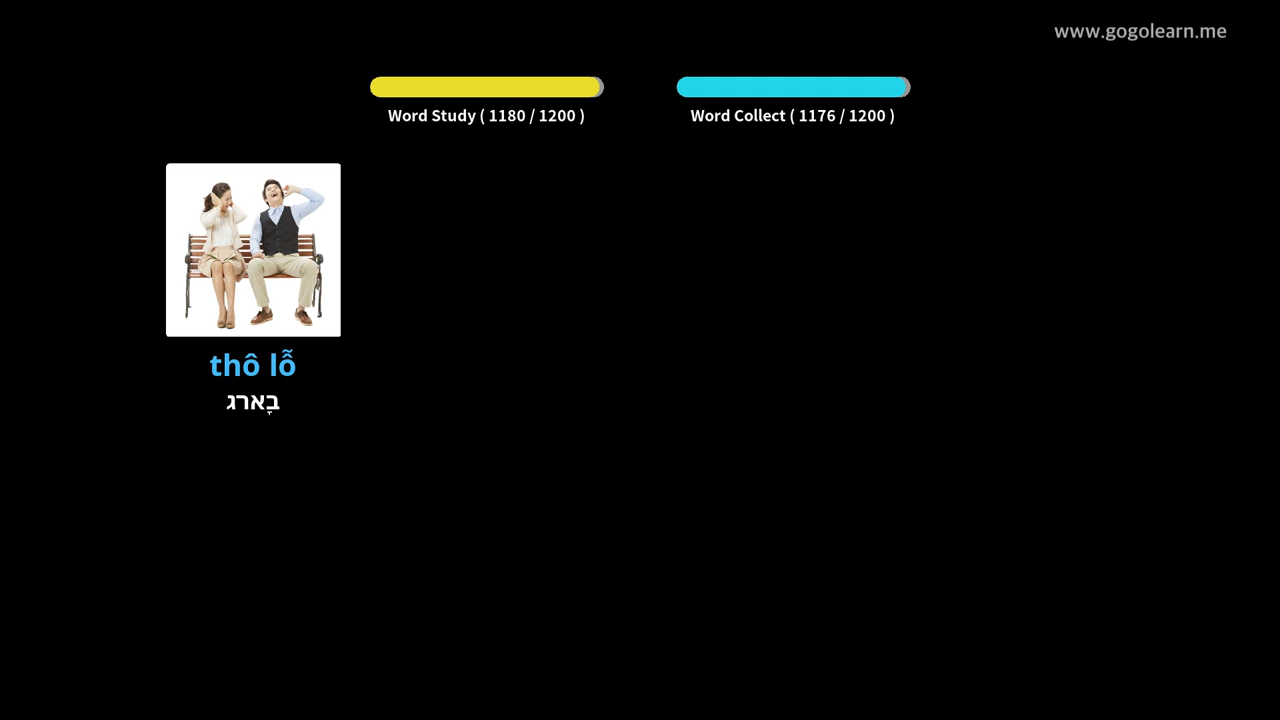 www.gogolearn.me
Word Study ( 1180 / 1200 )
Word Collect ( 1176 / 1200 )
thô lỗ
בָארג